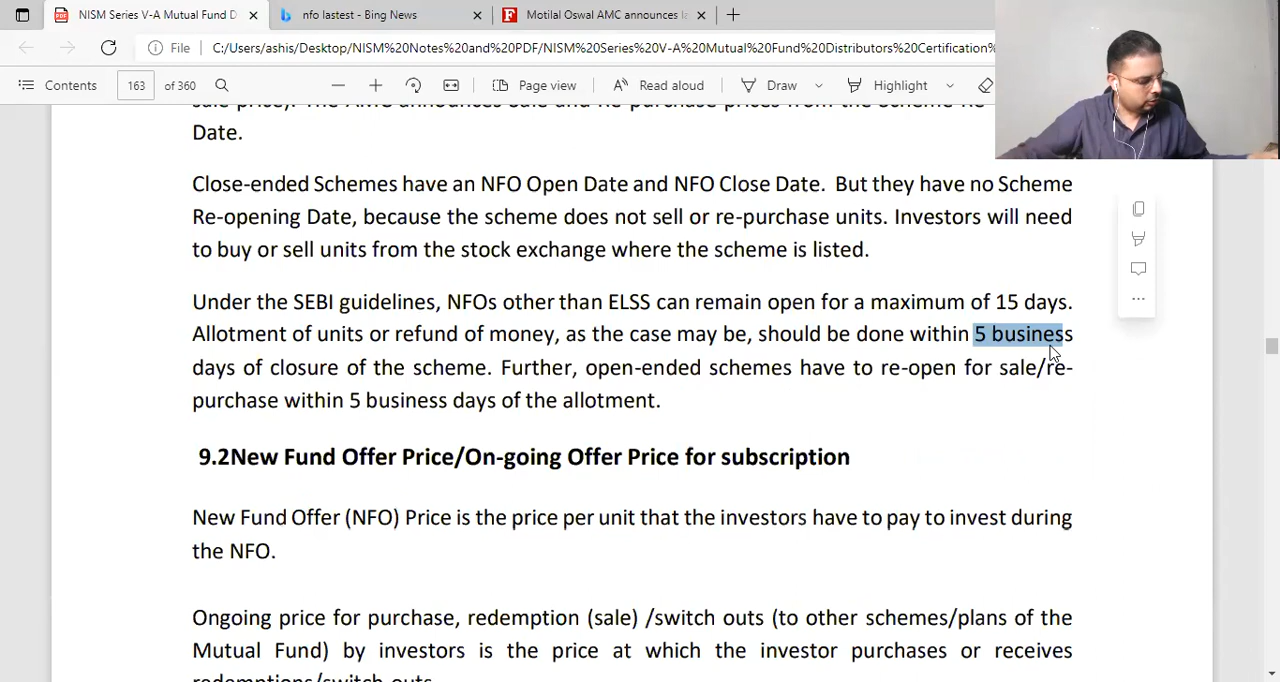 NISM Series V-A Mutual Fund D
nfo lastest - Bing News
Motilal Oswal AMC announces la
File C:/Users/ashis/Desktop/NISM%20Notes%20and%20PDF/NISM%20Series%20V-A%20Mutual%20Fund%20Distributors%20Certification%
Contents 163 of 360 Page view Read aloud Draw Highlight
Date.
Close-ended Schemes have an NFO Open Date and NFO Close Date. But they have no Scheme
Re-opening Date, because the scheme does not sell or re-purchase units. Investors will need
to buy or sell units from the stock exchange where the scheme is listed.
Under the SEBI guidelines, NFOs other than ELSS can remain open for a maximum of 15 days.
Allotment of units or refund of money, as the case may be, should be done within 5 business
days of closure of the scheme. Further, open-ended schemes have to re-open for sale/re-
purchase within 5 business days of the allotment.
9.2New Fund Offer Price/On-going Offer Price for subscription
New Fund Offer (NFO) Price is the price per unit that the investors have to pay to invest during
the NFO.
Ongoing price for purchase, redemption (sale) /switch outs (to other schemes/plans of the
Mutual Fund) by investors is the price at which the investor purchases or receives
redemptions/switch-outs.